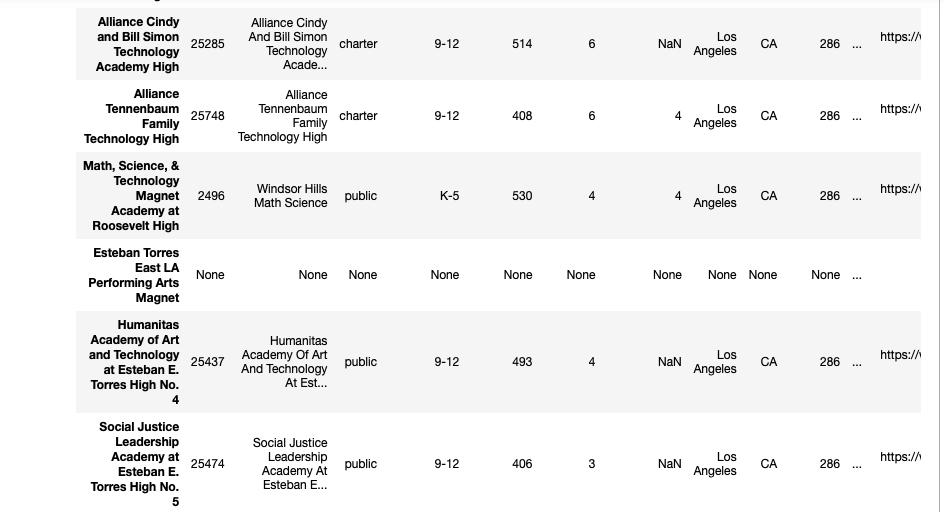 Alliance Cindy
and Bill Simon
Technology
Academy High
25285
Alliance Cindy
And Bill Simon
Technology
Acade...
charter
9-12
514
6
NaN
Los
Angeles
CA
286
...
https://
Alliance
Tennenbaum
Family
Technology High
25748
Alliance
Tennenbaum
Family
Technology High
charter
9-12
408
6
4
Los
Angeles
CA
286
...
https://
Math, Science, &
Technology
Magnet
Academy at
Roosevelt High
2496
Windsor Hills
Math Science
public
K-5
530
4
4
Los
Angeles
CA
286
...
https://
Esteban Torres
East LA
Performing Arts
Magnet
None
None
None
None
None
None
None
None
None
None
...
Humanitas
Academy of Art
and Technology
at Esteban E.
Torres High No.
4
25437
Humanitas
Academy Of Art
And Technology
At Est...
public
9-12
493
4
NaN
Los
Angeles
CA
286
...
https://
Social Justice
Leadership
Academy at
Esteban E.
Torres High No.
5
25474
Social Justice
Leadership
Academy At
Esteban E...
public
9-12
406
3
NaN
Los
Angeles
CA
286
...
https://